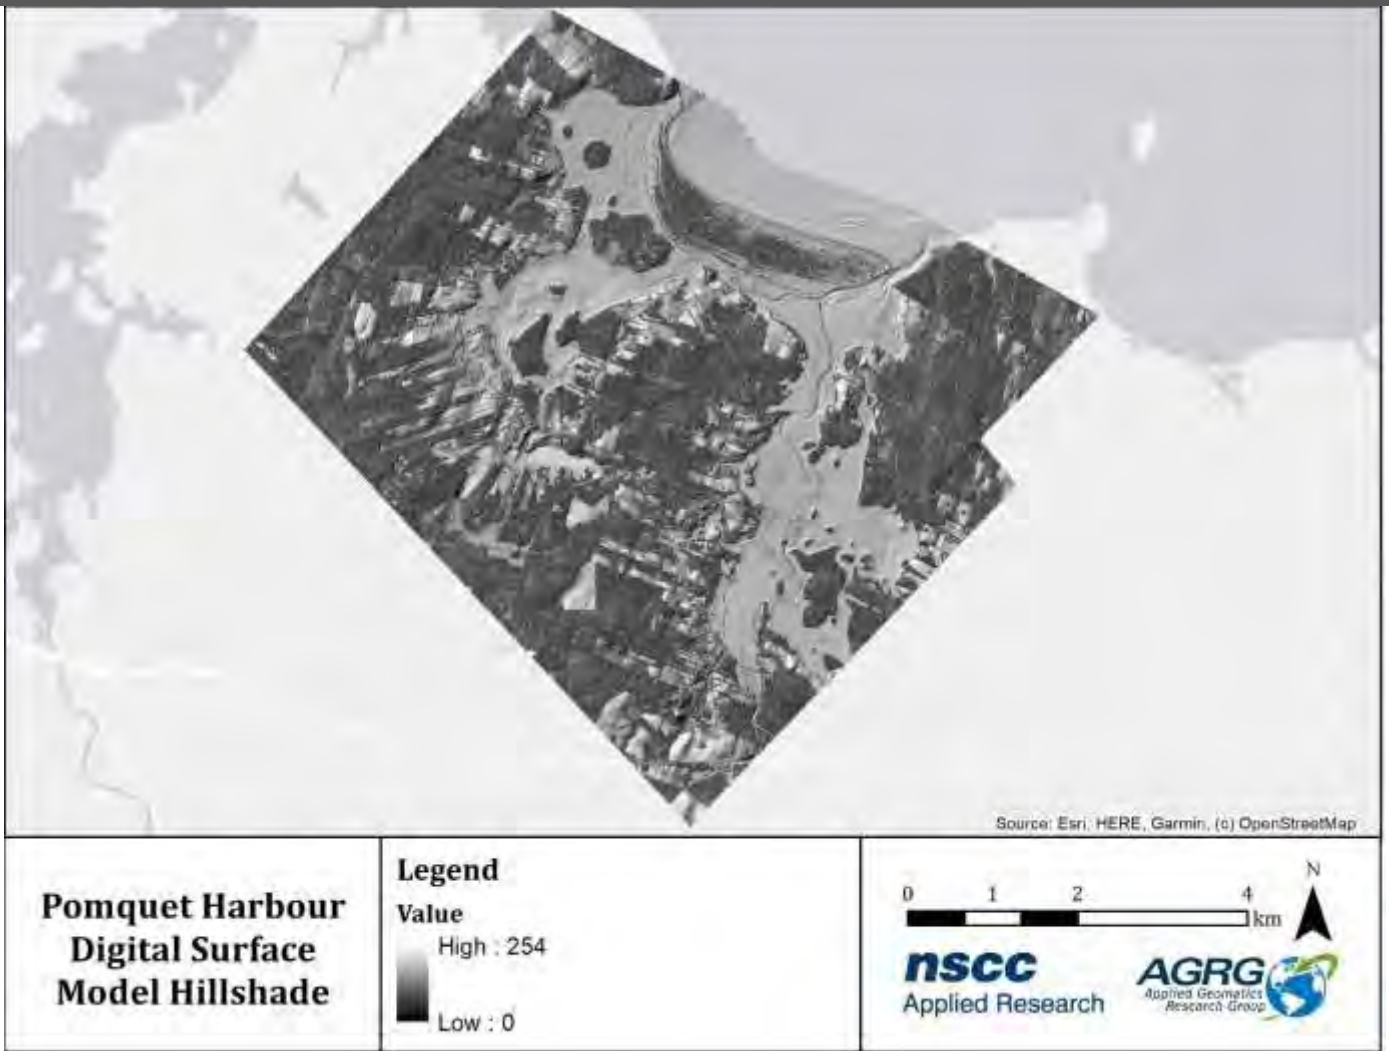 Source: Esri, HERE, Garmin, (c) OpenStreetMap
Pomquet Harbour
Digital Surface
Model Hillshade
Legend
Value
High : 254
Low : 0
0 1 2 4
km
N
nscc
Applied Research
AGRG
Applied Geomatics
Research Group